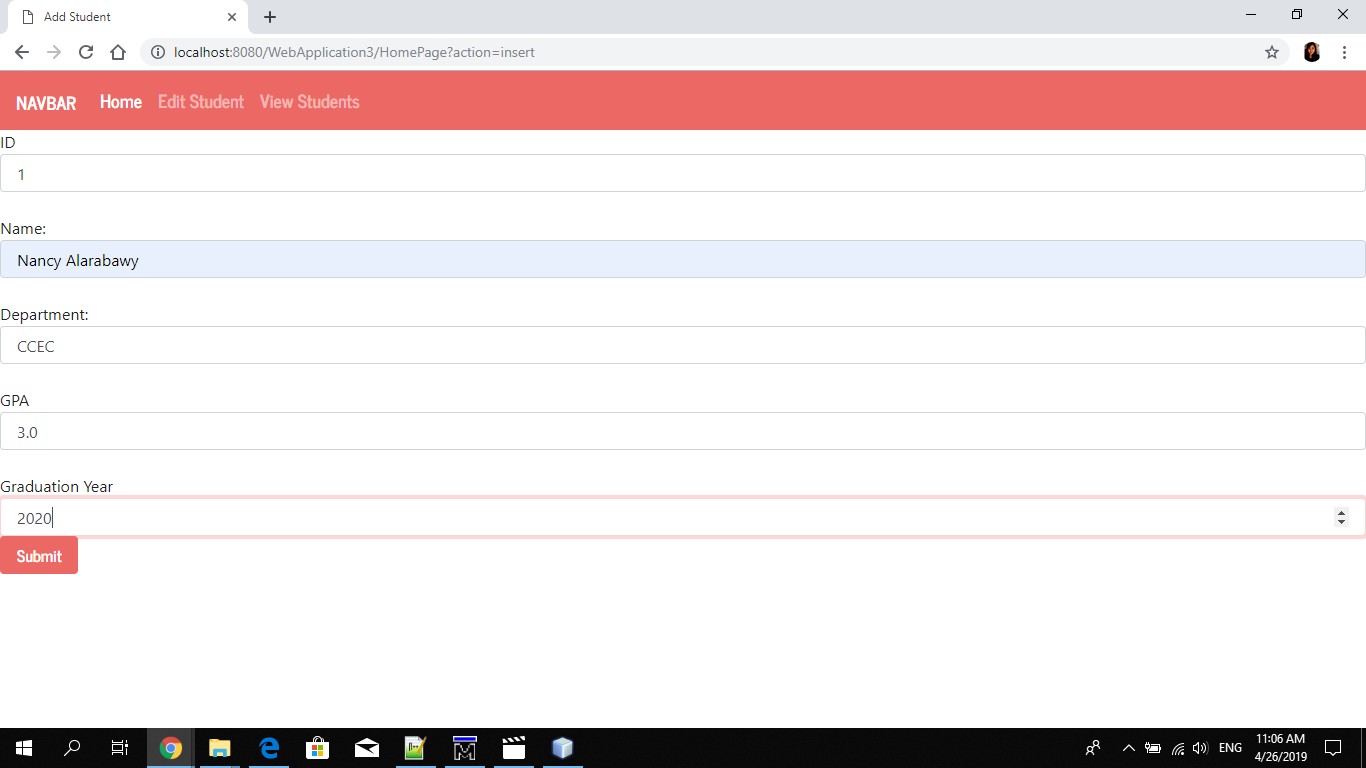 Add Student
localhost:8080/WebApplication3/HomePage?action=insert
NAVBAR Home Edit Student View Students
ID
1
Name:
Nancy Alarabawy
Department:
CCEC
GPA
3.0
Graduation Year
2020
Submit
ENG
11:06 AM
4/26/2019